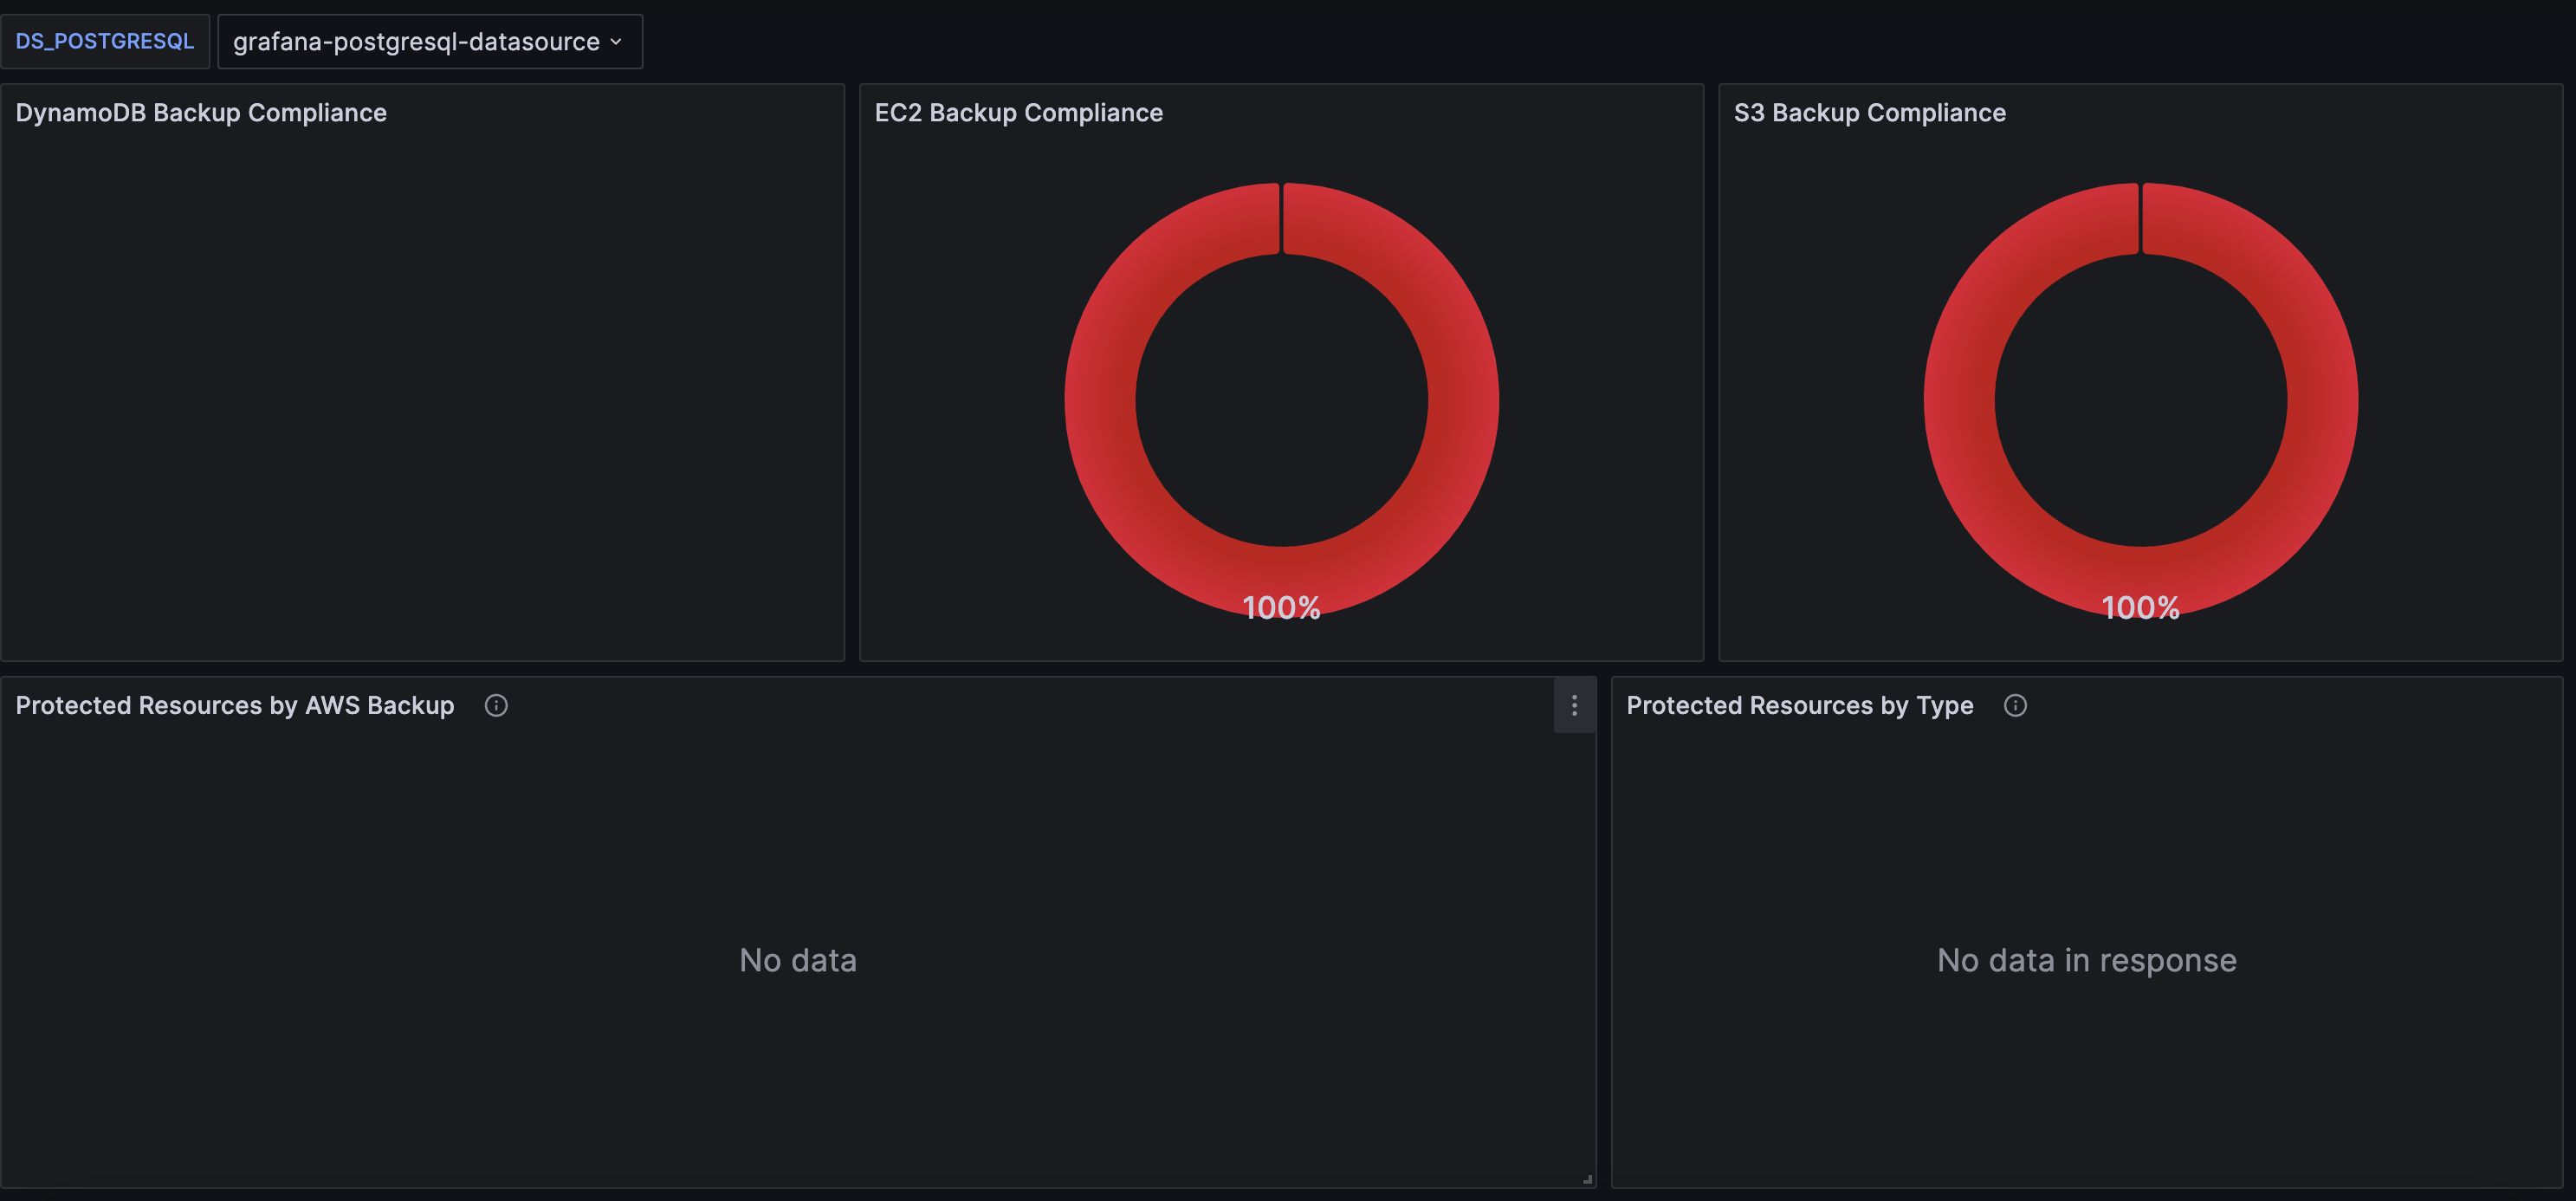 DS_POSTGRESQL grafana-postgresql-datasource
DynamoDB Backup Compliance
EC2 Backup Compliance
100%
S3 Backup Compliance
100%
Protected Resources by AWS Backup
No data
Protected Resources by Type
No data in response